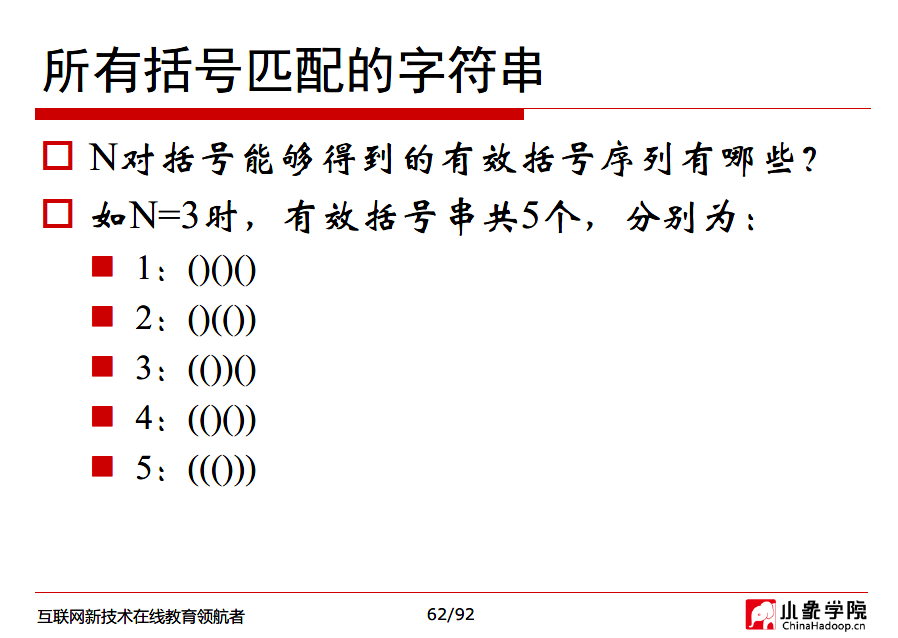 所有括号匹配的字符串
N对括号能够得到的有效括号序列有哪些?
如N=3时，有效括号串共5个，分别为：
1：()()()
2：()(())
3：(())()
4：(()())
5：((()))
互联网新技术在线教育领航者
62/92
小象学院
ChinaHadoop.cn